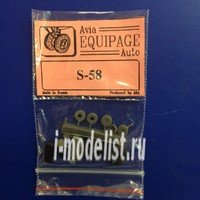 Avia
EQUIPAGE
Auto
S-58
Made in Russia
Produced by AEA
i-modelist.ru